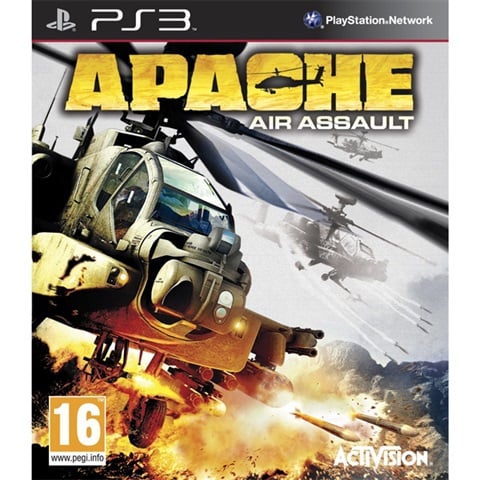 PS3
PlayStation®Network
APACHE
AIR ASSAULT
16
www.pegi.info
ACTIVISION